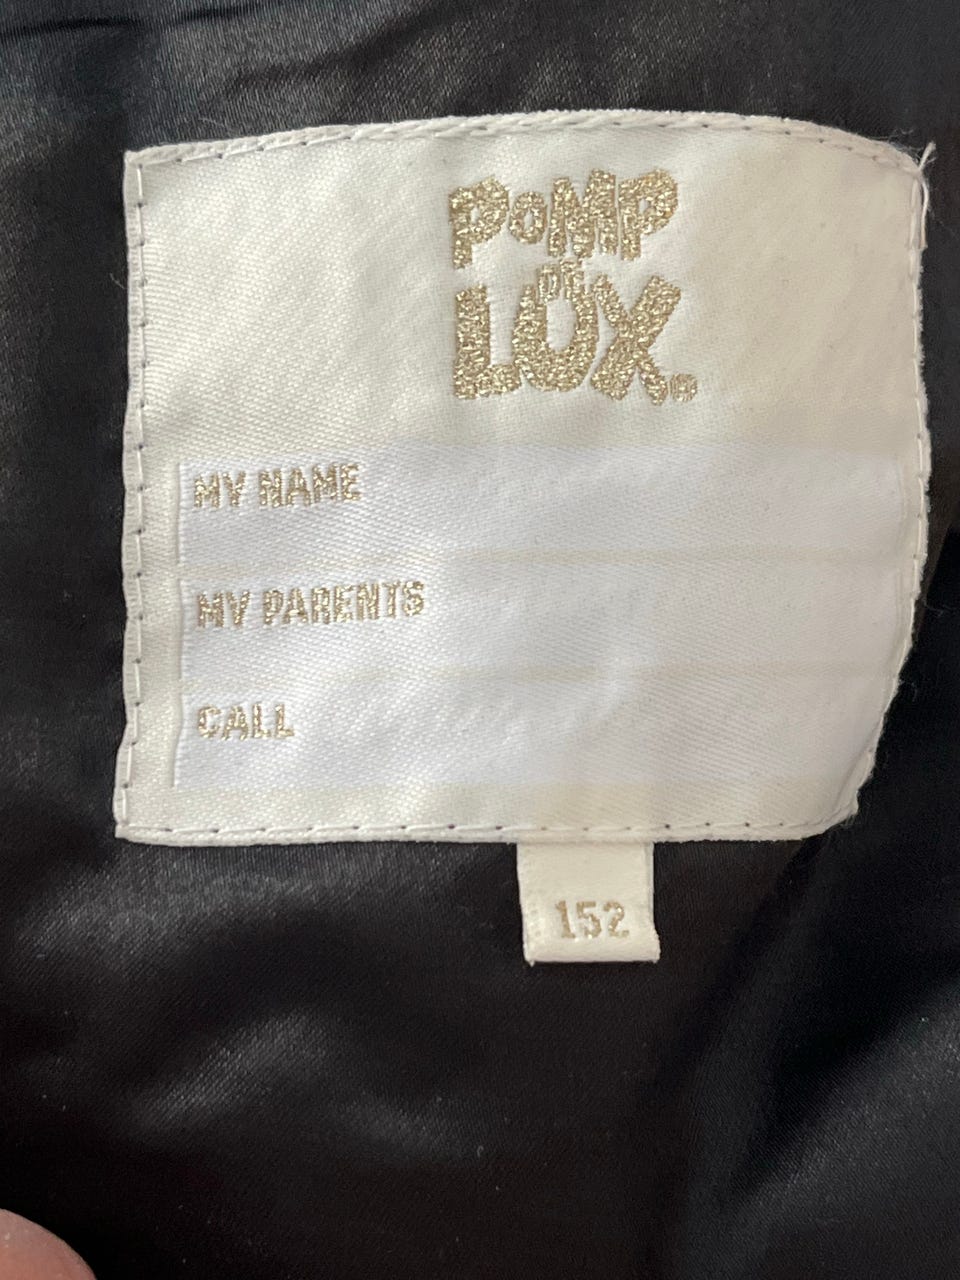 POMP
DE
LUX.
MY NAME
MY PARENTS
CALL
152